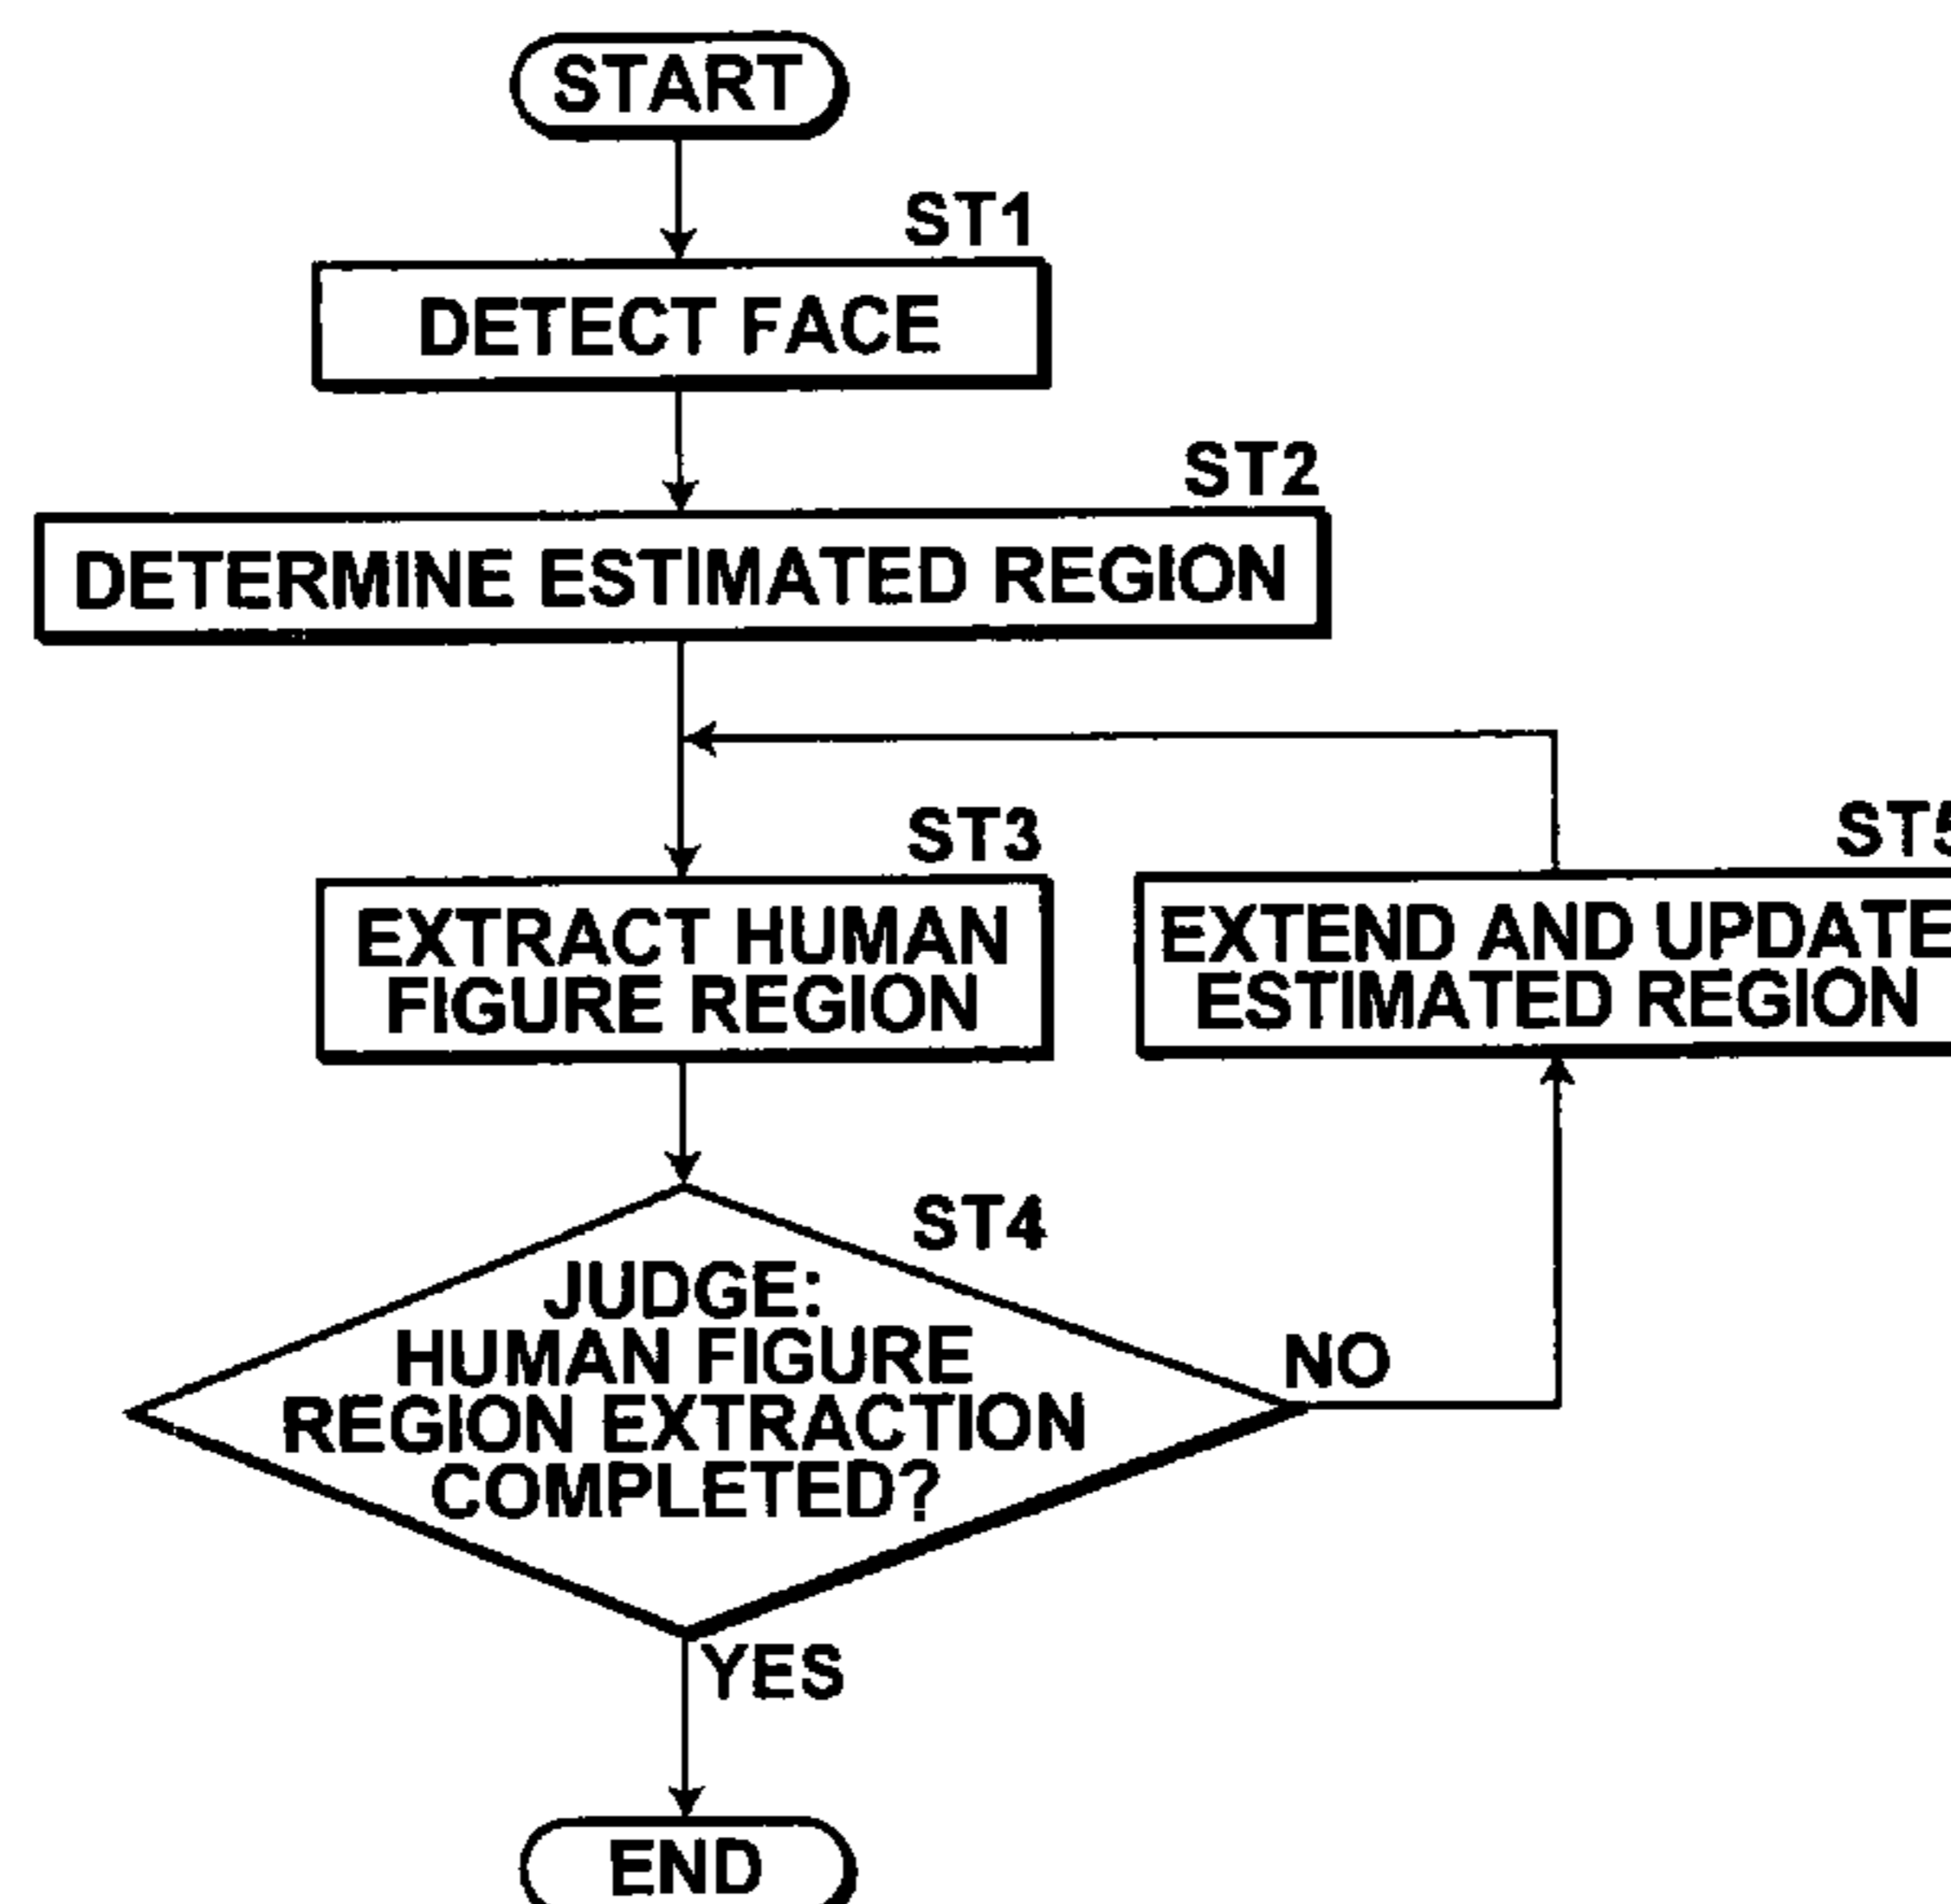 START
ST1
DETECT FACE
ST2
DETERMINE ESTIMATED REGION
ST3
EXTRACT HUMAN
FIGURE REGION
ST5
EXTEND AND UPDATE
ESTIMATED REGION
ST4
JUDGE:
HUMAN FIGURE
REGION EXTRACTION
COMPLETED?
NO
YES
END